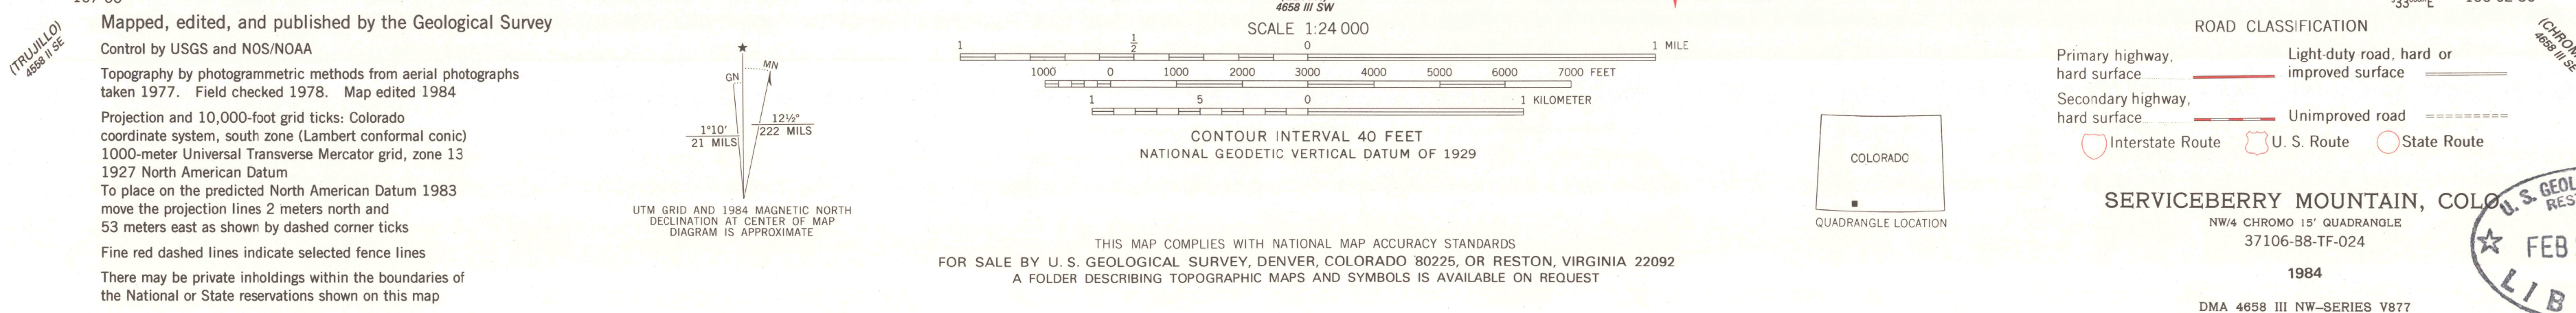 (TRUJILLO)
4558 II SE
Mapped, edited, and published by the Geological Survey
Control by USGS and NOS/NOAA
Topography by photogrammetric methods from aerial photographs
taken 1977. Field checked 1978. Map edited 1984
Projection and 10,000-foot grid ticks: Colorado
coordinate system, south zone (Lambert conformal conic)
1000-meter Universal Transverse Mercator grid, zone 13
1927 North American Datum
To place on the predicted North American Datum 1983
move the projection lines 2 meters north and
53 meters east as shown by dashed corner ticks
Fine red dashed lines indicate selected fence lines
There may be private inholdings within the boundaries of
the National or State reservations shown on this map
GN
MN
1°10′
21 MILS
12½°
222 MILS
UTM GRID AND 1984 MAGNETIC NORTH
DECLINATION AT CENTER OF MAP
DIAGRAM IS APPROXIMATE
4658 III SW
SCALE 1:24 000
1 ½ 0 1 MILE
1000 0 1000 2000 3000 4000 5000 6000 7000 FEET
1 5 0 1 KILOMETER
CONTOUR INTERVAL 40 FEET
NATIONAL GEODETIC VERTICAL DATUM OF 1929
THIS MAP COMPLIES WITH NATIONAL MAP ACCURACY STANDARDS
FOR SALE BY U. S. GEOLOGICAL SURVEY, DENVER, COLORADO 80225, OR RESTON, VIRGINIA 22092
A FOLDER DESCRIBING TOPOGRAPHIC MAPS AND SYMBOLS IS AVAILABLE ON REQUEST
COLORADO
QUADRANGLE LOCATION
ROAD CLASSIFICATION
Primary highway,
hard surface
Light-duty road, hard or
improved surface
Secondary highway,
hard surface
Unimproved road
Interstate Route
U. S. Route
State Route
4658 III SE
SERVICEBERRY MOUNTAIN, COLO.
NW/4 CHROMO 15′ QUADRANGLE
37106-B8-TF-024
1984
DMA 4658 III NW—SERIES V877
U. S. GEOL
RES
FEB
LIB